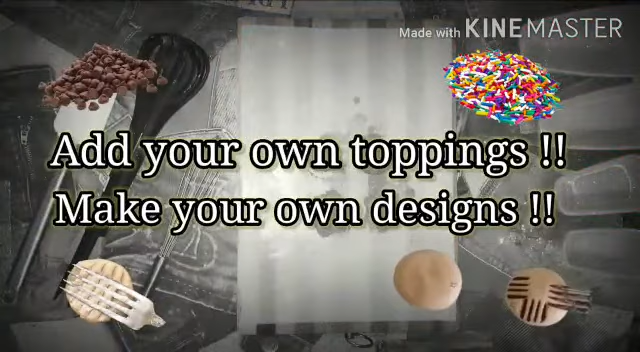 Made with KINEMASTER
Add your own toppings !!
Make your own designs !!